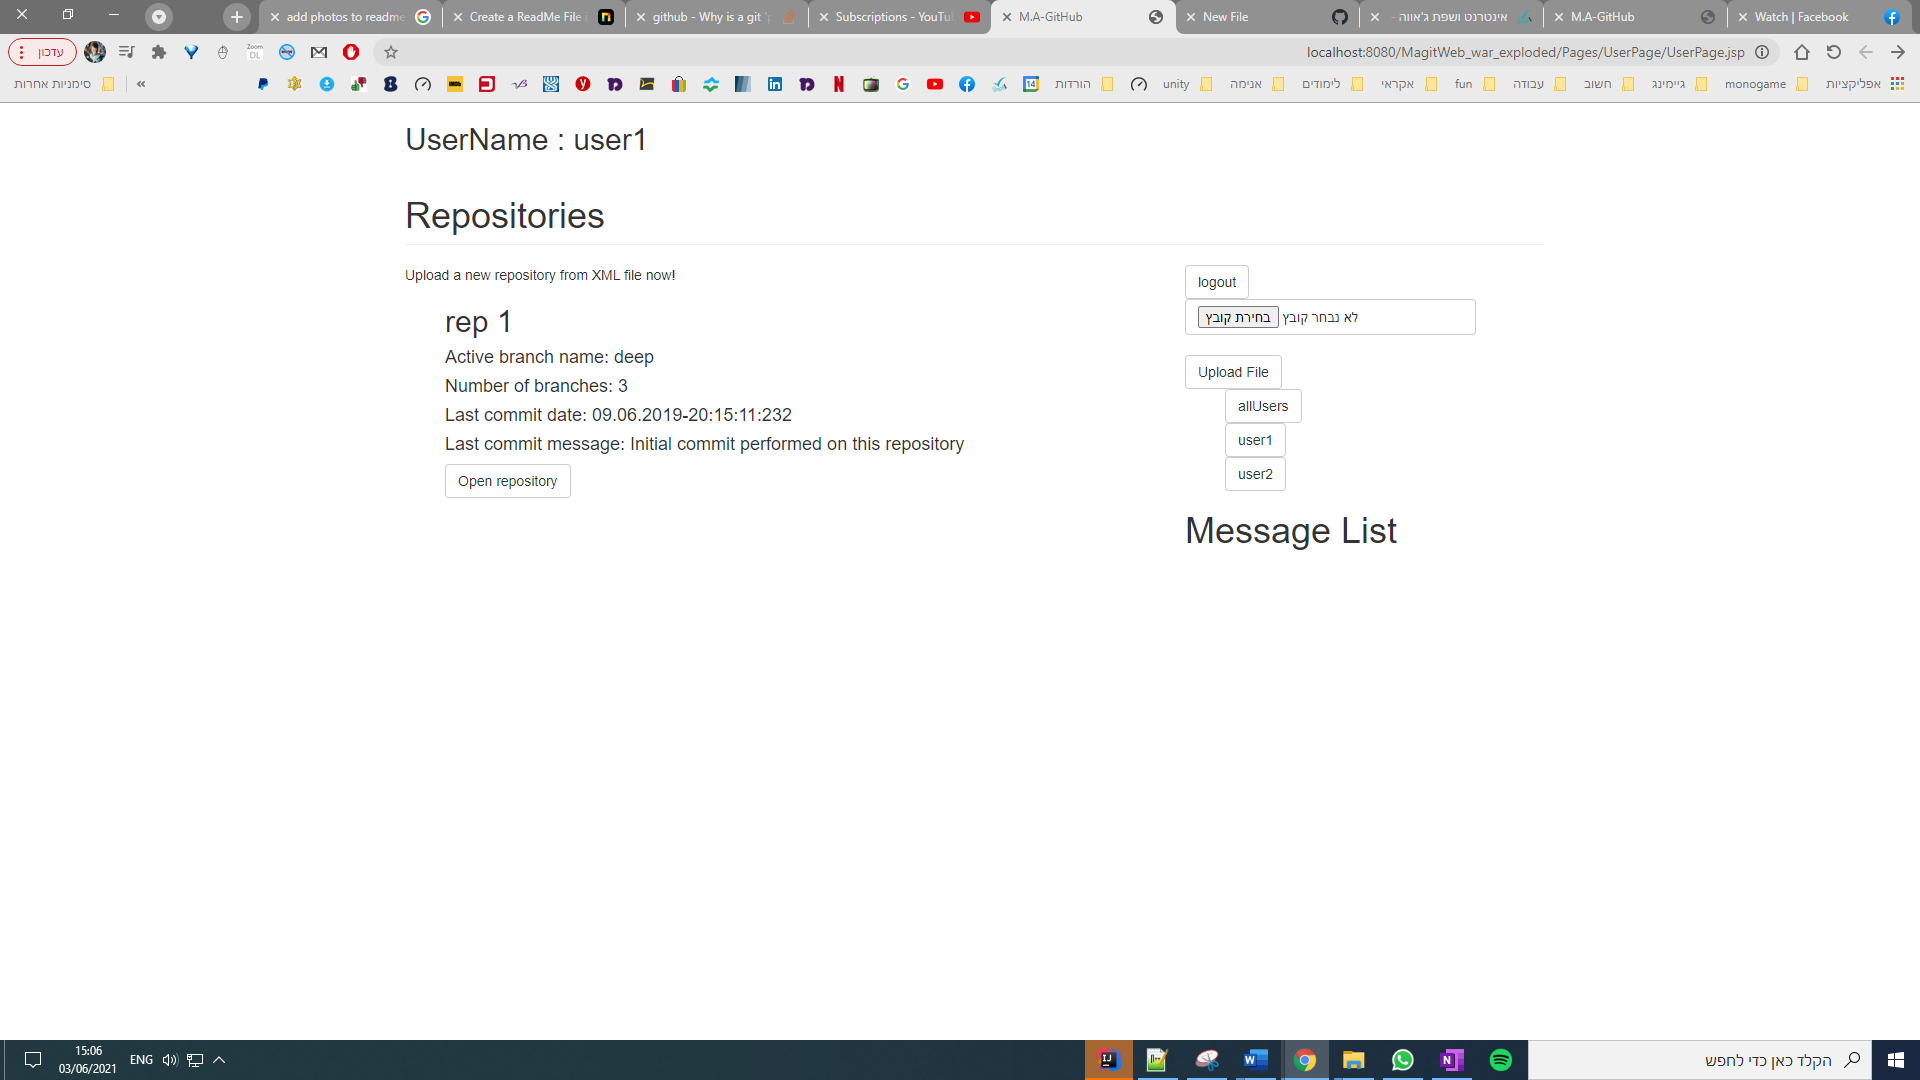 add photos to readme
Create a ReadMe File
github - Why is a git 'p
Subscriptions - YouTu
M.A-GitHub
New File
אינטרנט ושפת ג'אווה -
M.A-GitHub
Watch | Facebook
עדכון
Zoom
DL
localhost:8080/MagitWeb_war_exploded/Pages/UserPage/UserPage.jsp
סימניות אחרות
»
הורדות
unity
אנימה
לימודים
אקראי
fun
עבודה
חשוב
גיימינג
monogame
אפליקציות
UserName : user1
Repositories
Upload a new repository from XML file now!
logout
בחירת קובץ לא נבחר קובץ
rep 1
Active branch name: deep
Number of branches: 3
Last commit date: 09.06.2019-20:15:11:232
Last commit message: Initial commit performed on this repository
Open repository
Upload File
allUsers
user1
user2
Message List
15:06
03/06/2021
ENG
הקלד כאן כדי לחפש